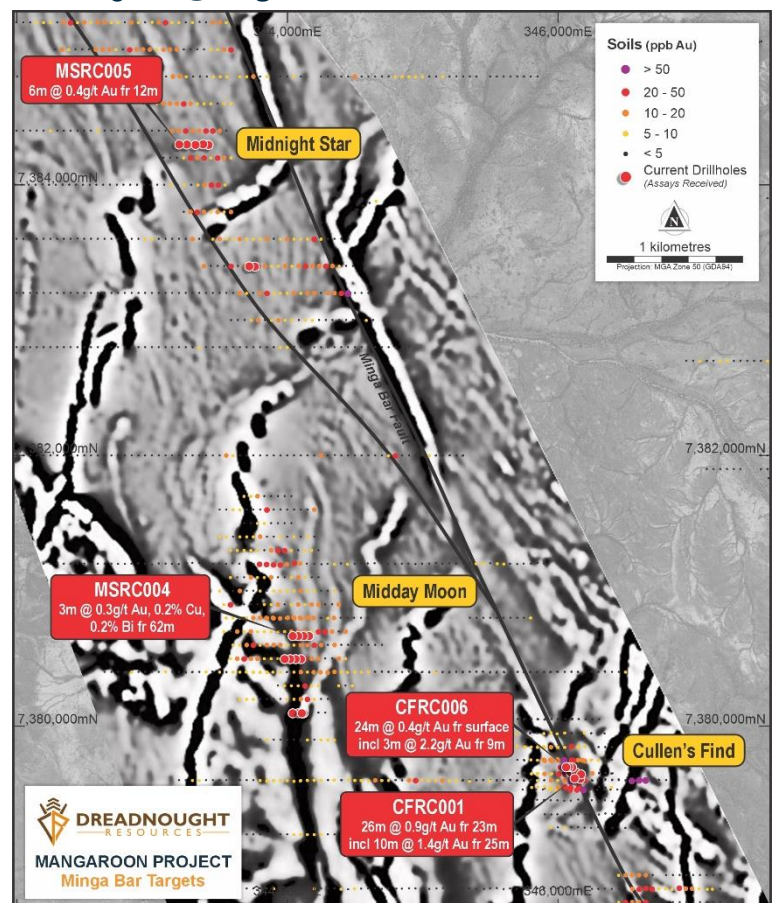 344,000mE
346,000mE
Soils (ppb Au)
> 50
20 - 50
10 - 20
5 - 10
< 5
Current Drillholes
(Assays Received)
N
1 kilometres
Projection: MGA Zone 50 (GDA94)
MSRC005
6m @ 0.4g/t Au fr 12m
Midnight Star
7,384,000mN
Minga Bar Fault
7,382,000mN
7,382,000mN
MSRC004
3m @ 0.3g/t Au, 0.2% Cu,
0.2% Bi fr 62m
Midday Moon
CFRC006
24m @ 0.4g/t Au fr surface
incl 3m @ 2.2g/t Au fr 9m
7,380,000mN
7,380,000mN
Cullen's Find
CFRC001
26m @ 0.9g/t Au fr 23m
incl 10m @ 1.4g/t Au fr 25m
DREADNOUGHT
RESOURCES
MANGAROON PROJECT
Minga Bar Targets
346,000mE